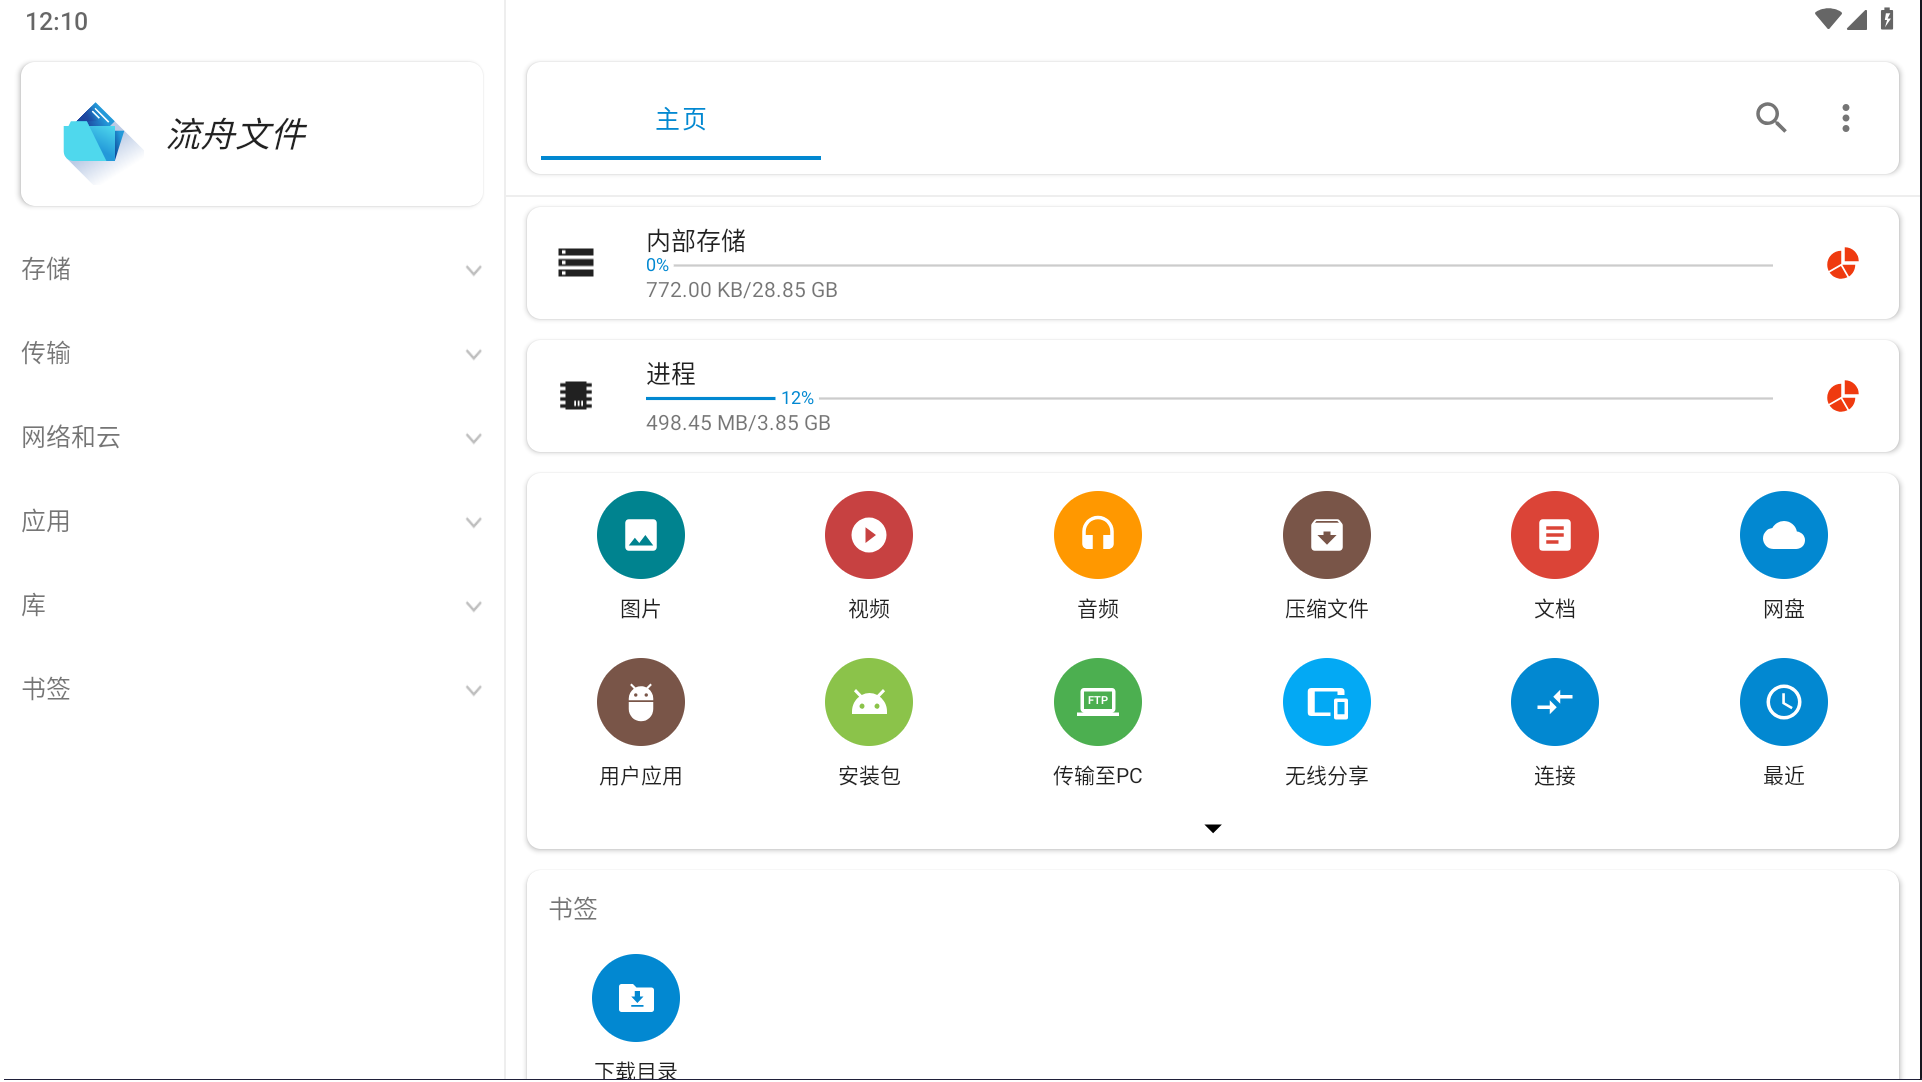 12:10
流舟文件
存储
传输
网络和云
应用
库
书签
主页
内部存储
0%
772.00 KB/28.85 GB
进程
12%
498.45 MB/3.85 GB
图片
视频
音频
压缩文件
文档
网盘
FTP
用户应用
安装包
传输至PC
无线分享
连接
最近
书签
下载目录